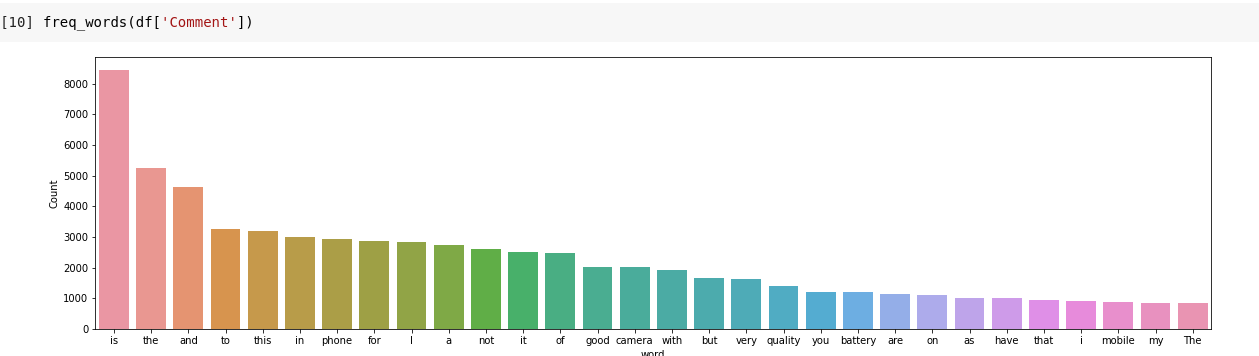 [10] freq_words(df['Comment'])
8000
7000
6000
5000
4000
3000
2000
1000
0
Count
is the and to this in phone for I a not it of good camera with but very quality you battery are on as have that i mobile my The
word